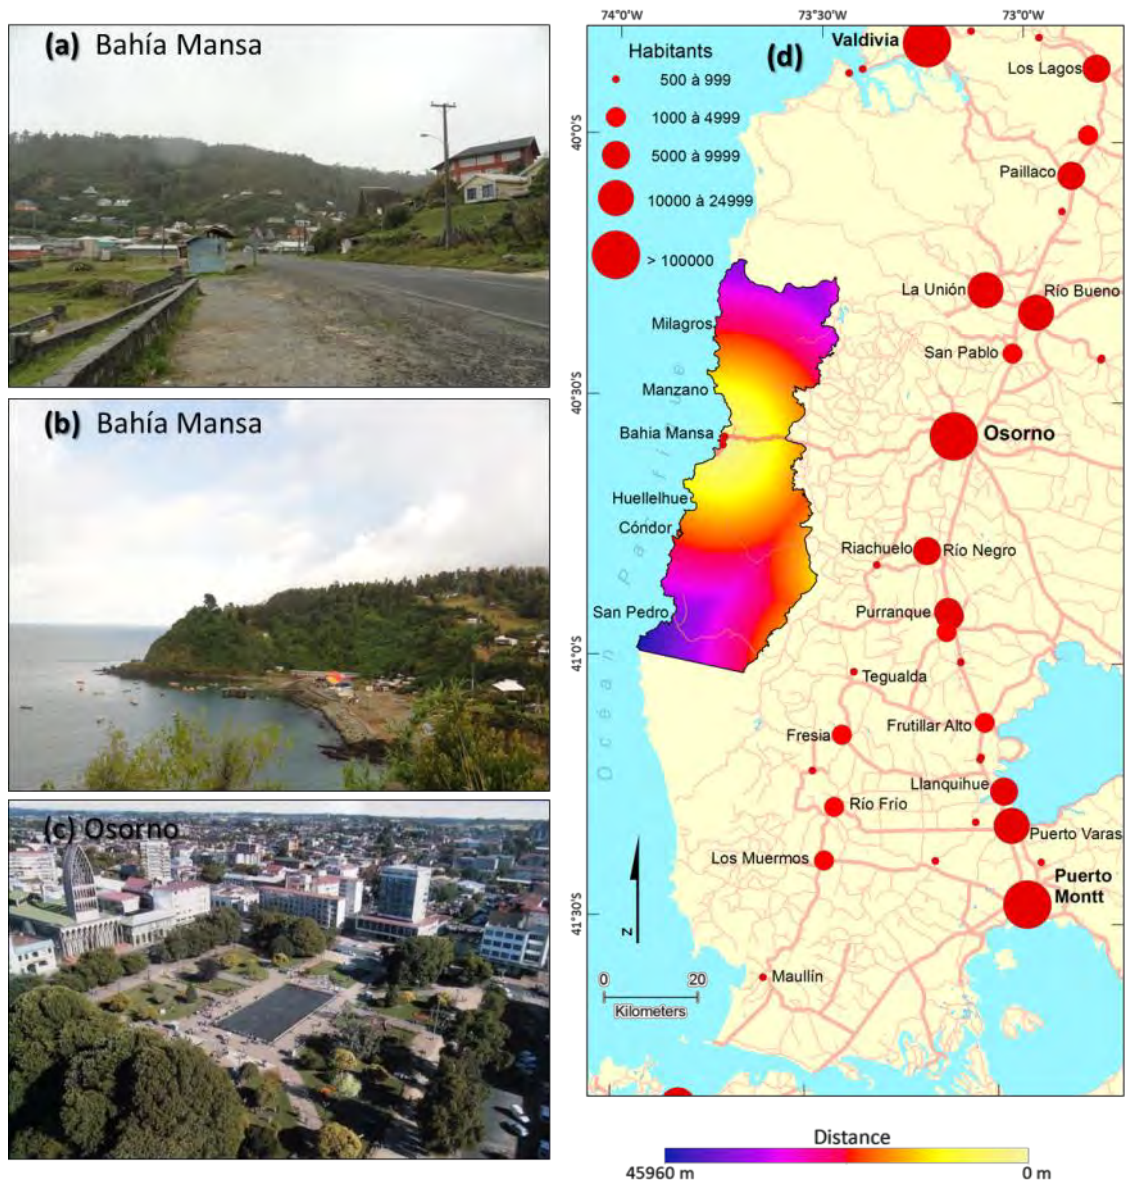 (a) Bahía Mansa
(b) Bahía Mansa
(c) Osorno
74°0'W
73°30'W
73°0'W
(d)
Habitants
500 à 999
1000 à 4999
5000 à 9999
10000 à 24999
> 100000
Valdivia
Los Lagos
40°0'S
Paillaco
La Unión
Río Bueno
Milagros
San Pablo
Manzano
40°30'S
Bahia Mansa
Osorno
Huellelhue
Cóndor
Riachuelo
Río Negro
San Pedro
Purranque
41°0'S
Océan Pacifique
Tegualda
Frutillar Alto
Fresia
Llanquihue
Río Frio
Puerto Varas
Los Muermos
Puerto
Montt
41°30'S
N
Maullín
0 20
Kilometers
Distance
45960 m
0 m